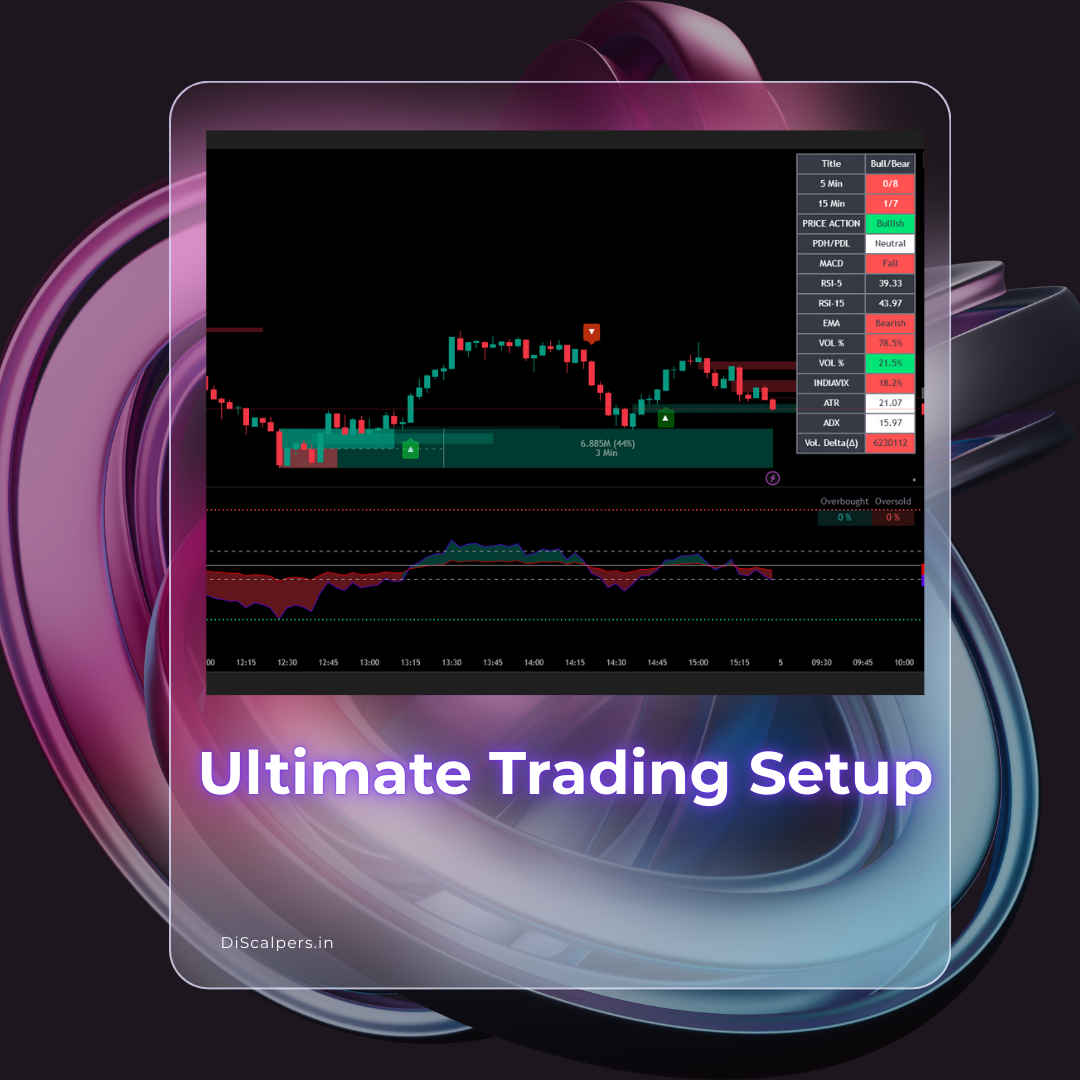 Title Bull/Bear
5 Min 0/8
15 Min 1/7
PRICE ACTION Bullish
PDH/PDL Neutral
MACD Fall
RSI-5 39.33
RSI-15 43.97
EMA Bearish
VOL % 78.5%
VOL % 21.5%
INDIAVIX 18.2%
ATR 21.07
ADX 15.97
Vol. Delta(Δ) 6230112
6.885M (44%)
3 Min
Overbought Oversold
0 % 0 %
00 12:15 12:30 12:45 13:00 13:15 13:30 13:45 14:00 14:15 14:30 14:45 15:00 15:15 5 09:30 09:45 10:00
Ultimate Trading Setup
DiScalpers.in